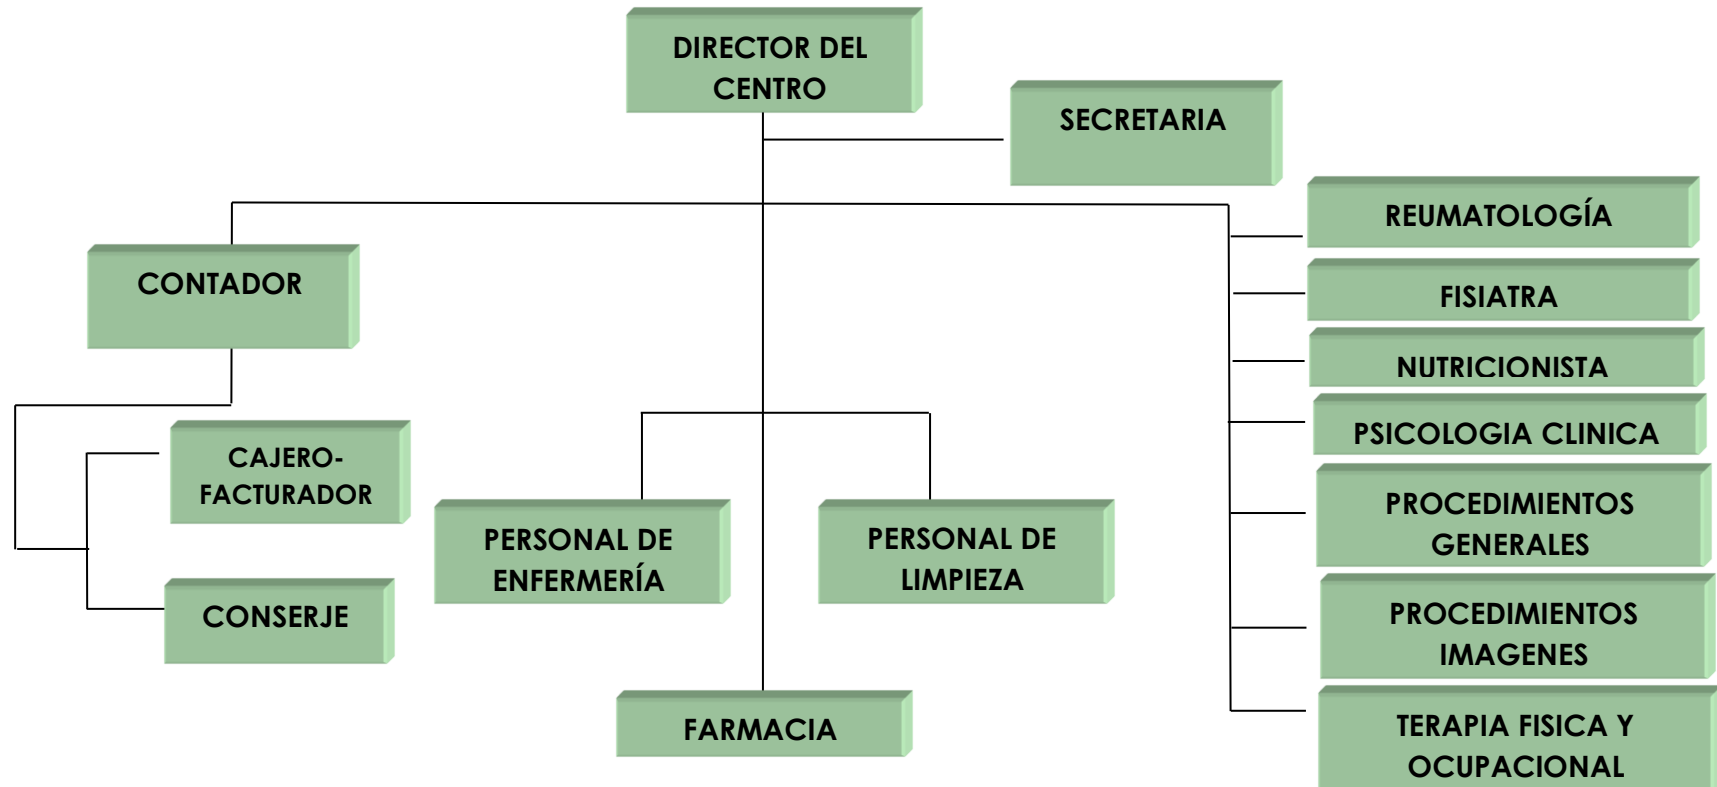 DIRECTOR DEL
CENTRO
SECRETARIA
REUMATOLOGÍA
CONTADOR
FISIATRA
NUTRICIONISTA
PSICOLOGIA CLINICA
CAJERO-
FACTURADOR
PROCEDIMIENTOS
GENERALES
PERSONAL DE
ENFERMERÍA
PERSONAL DE
LIMPIEZA
CONSERJE
PROCEDIMIENTOS
IMAGENES
FARMACIA
TERAPIA FISICA Y
OCUPACIONAL